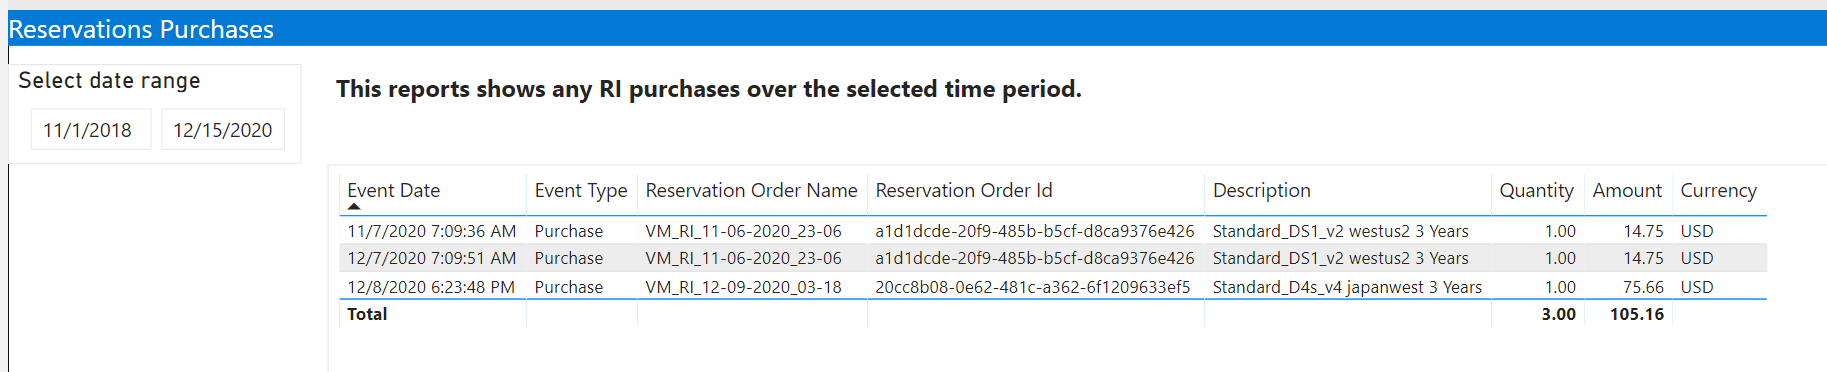 Reservations Purchases
Select date range
11/1/2018 12/15/2020
This reports shows any RI purchases over the selected time period.
Event Date Event Type Reservation Order Name Reservation Order Id Description Quantity Amount Currency
11/7/2020 7:09:36 AM Purchase VM_RI_11-06-2020_23-06 a1d1dcde-20f9-485b-b5cf-d8ca9376e426 Standard_DS1_v2 westus2 3 Years 1.00 14.75 USD
12/7/2020 7:09:51 AM Purchase VM_RI_11-06-2020_23-06 a1d1dcde-20f9-485b-b5cf-d8ca9376e426 Standard_DS1_v2 westus2 3 Years 1.00 14.75 USD
12/8/2020 6:23:48 PM Purchase VM_RI_12-09-2020_03-18 20cc8b08-0e62-481c-a362-6f1209633ef5 Standard_D4s_v4 japanwest 3 Years 1.00 75.66 USD
Total 3.00 105.16